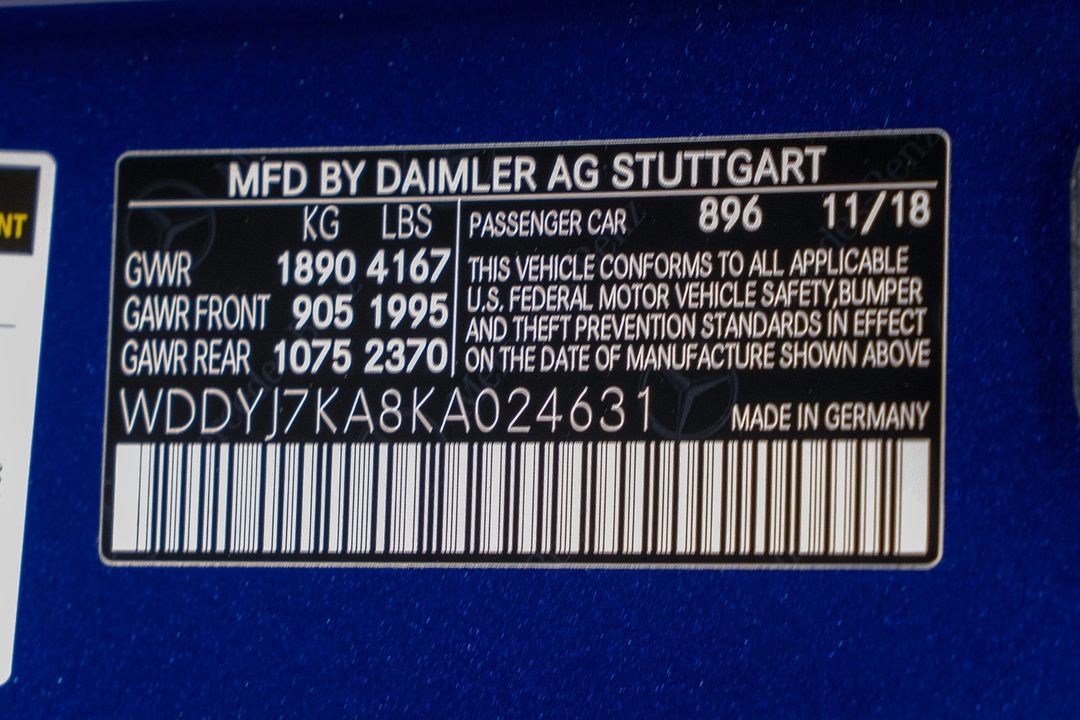 MFD BY DAIMLER AG STUTTGART
KG LBS
GWWR 1890 4167
GAWR FRONT 905 1995
GAWR REAR 1075 2370
PASSENGER CAR 896 11/18
THIS VEHICLE CONFORMS TO ALL APPLICABLE
U.S. FEDERAL MOTOR VEHICLE SAFETY,BUMPER
AND THEFT PREVENTION STANDARDS IN EFFECT
ON THE DATE OF MANUFACTURE SHOWN ABOVE
WDDYJ7KA8KA024631
MADE IN GERMANY
NT